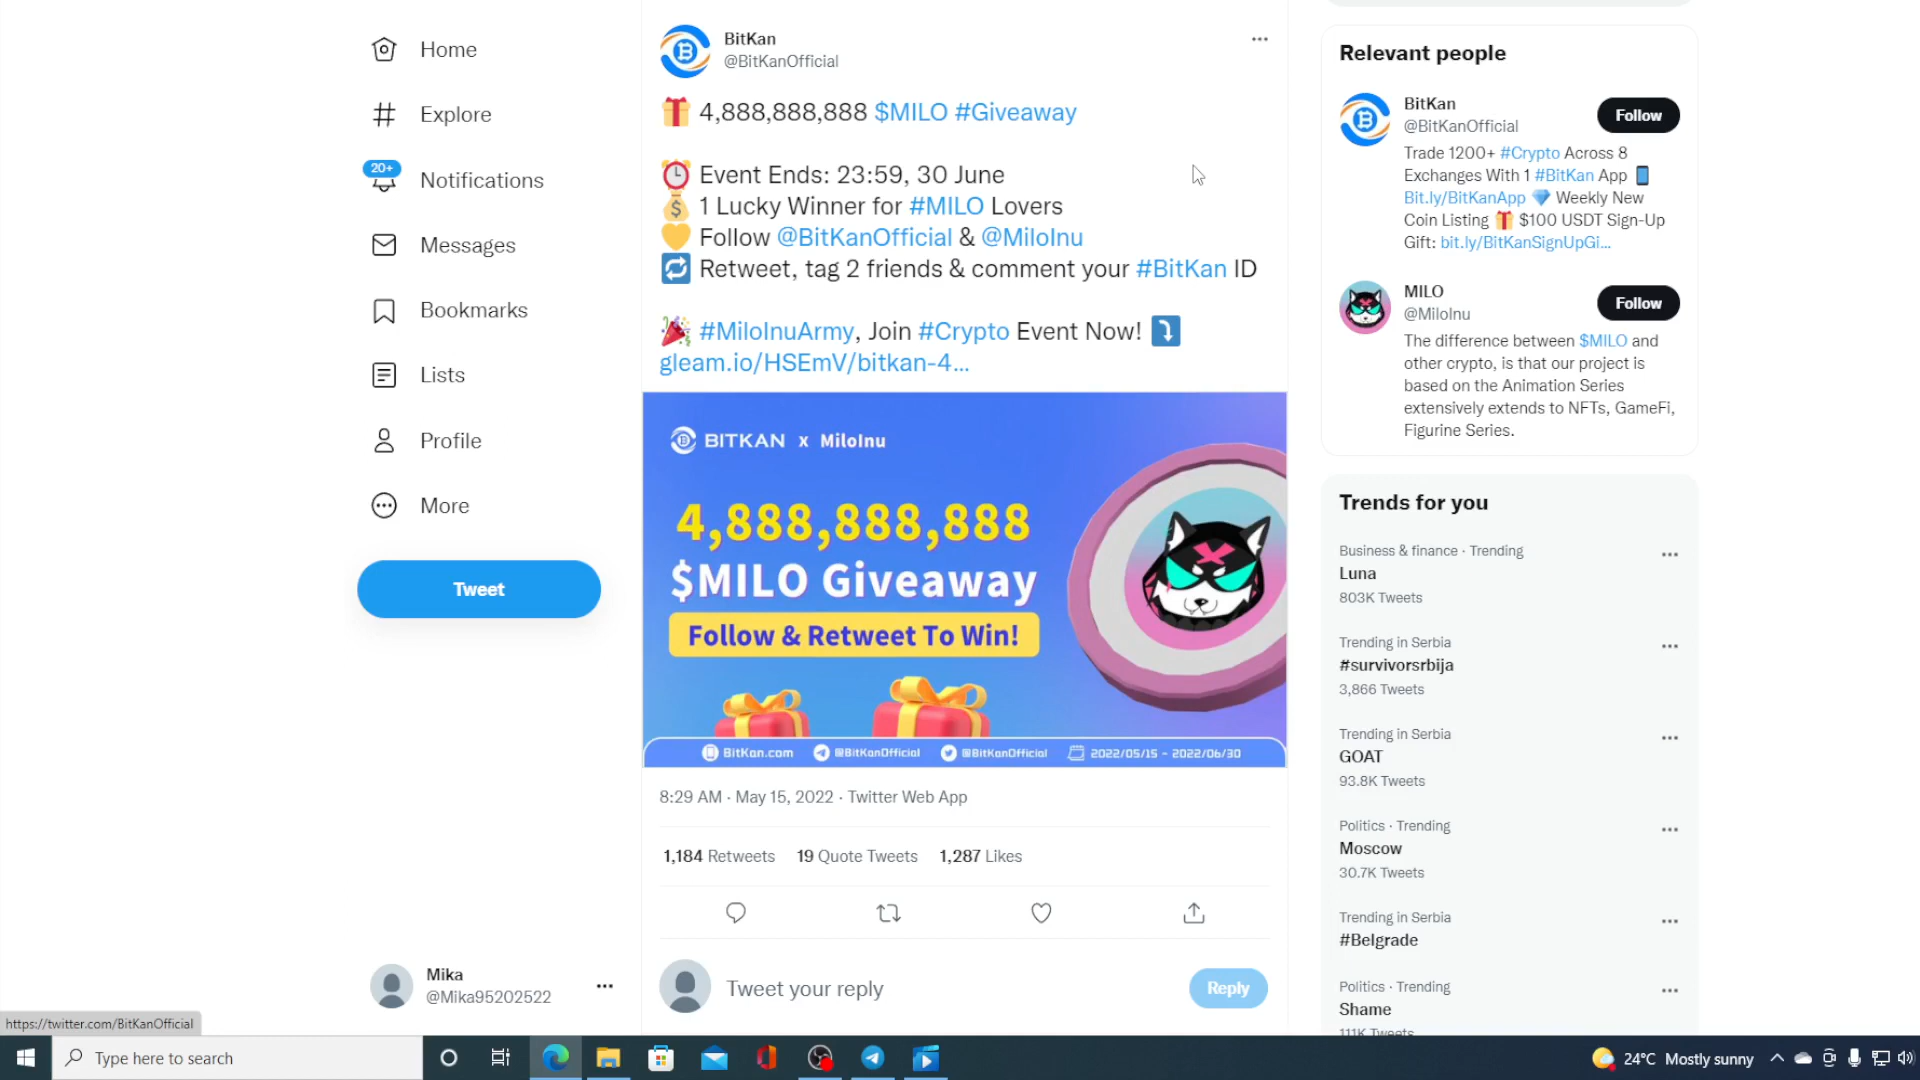 Home
Explore
20+
Notifications
Messages
Bookmarks
Lists
Profile
More
Tweet
Mika
@Mika95202522
https://twitter.com/BitKanOfficial
BitKan
@BitKanOfficial
4,888,888,888 $MILO #Giveaway
Event Ends: 23:59, 30 June
1 Lucky Winner for #MILO Lovers
Follow @BitKanOfficial & @MiloInu
Retweet, tag 2 friends & comment your #BitKan ID
#MiloInuArmy, Join #Crypto Event Now!
gleam.io/HSEmV/bitkan-4...
BITKAN x MiloInu
4,888,888,888
$MILO Giveaway
Follow & Retweet To Win!
BitKan.com @BitKanOfficial @BitKanOfficial 2022/05/15 - 2022/06/30
8:29 AM · May 15, 2022 · Twitter Web App
1,184 Retweets 19 Quote Tweets 1,287 Likes
Tweet your reply
Reply
Relevant people
BitKan
@BitKanOfficial
Follow
Trade 1200+ #Crypto Across 8
Exchanges With 1 #BitKan App
Bit.ly/BitKanApp Weekly New
Coin Listing $100 USDT Sign-Up
Gift: bit.ly/BitKanSignUpGi...
MILO
@MiloInu
Follow
The difference between $MILO and
other crypto, is that our project is
based on the Animation Series
extensively extends to NFTs, GameFi,
Figurine Series.
Trends for you
Business & finance · Trending
Luna
803K Tweets
Trending in Serbia
#survivorsrbija
3,866 Tweets
Trending in Serbia
GOAT
93.8K Tweets
Politics · Trending
Moscow
30.7K Tweets
Trending in Serbia
#Belgrade
Politics · Trending
Shame
111K Tweets
Type here to search
24°C Mostly sunny